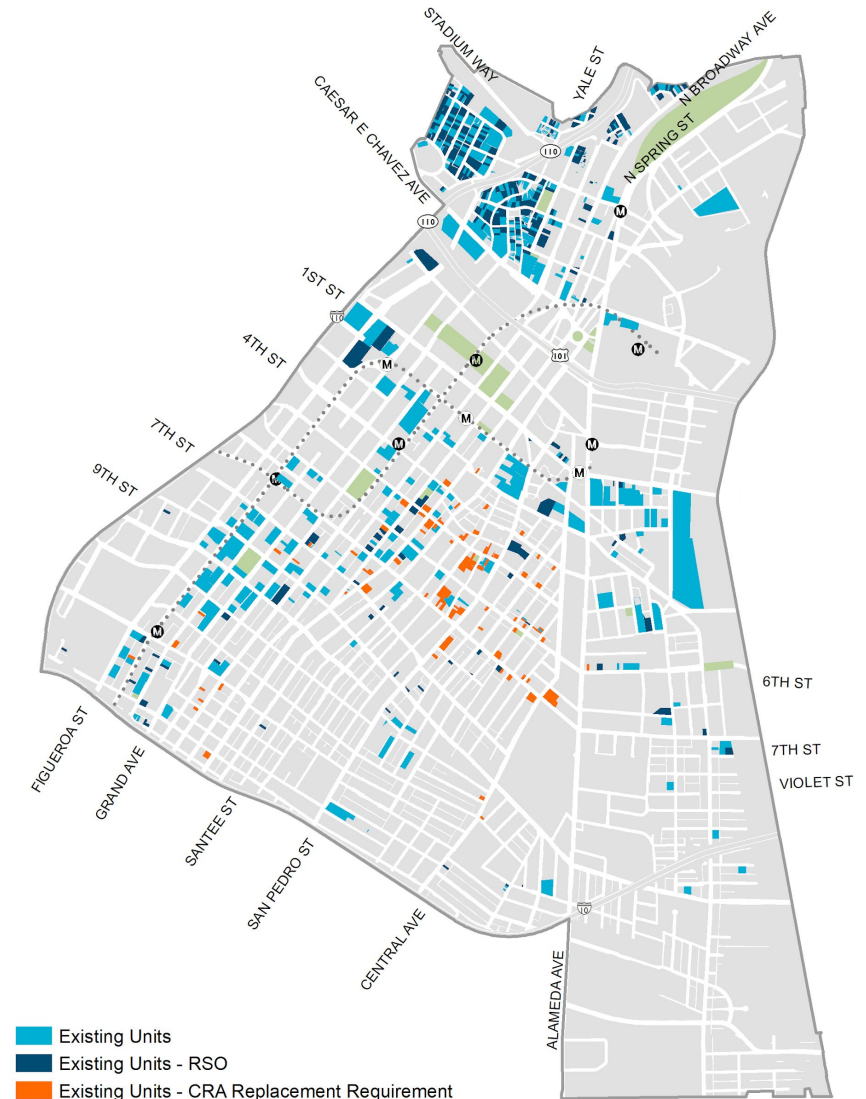 STADIUM WAY
YALE ST
N BROADWAY AVE
CAESAR E CHAVEZ AVE
N SPRING ST
110
M
110
1ST ST
110
4TH ST
101
M
M
M
M
7TH ST
M
M
M
9TH ST
M
M
6TH ST
FIGUEROA ST
GRAND AVE
7TH ST
VIOLET ST
SANTEE ST
SAN PEDRO ST
CENTRAL AVE
10
ALAMEDA AVE
Existing Units
Existing Units - RSO
Existing Units - CRA Replacement Requirement